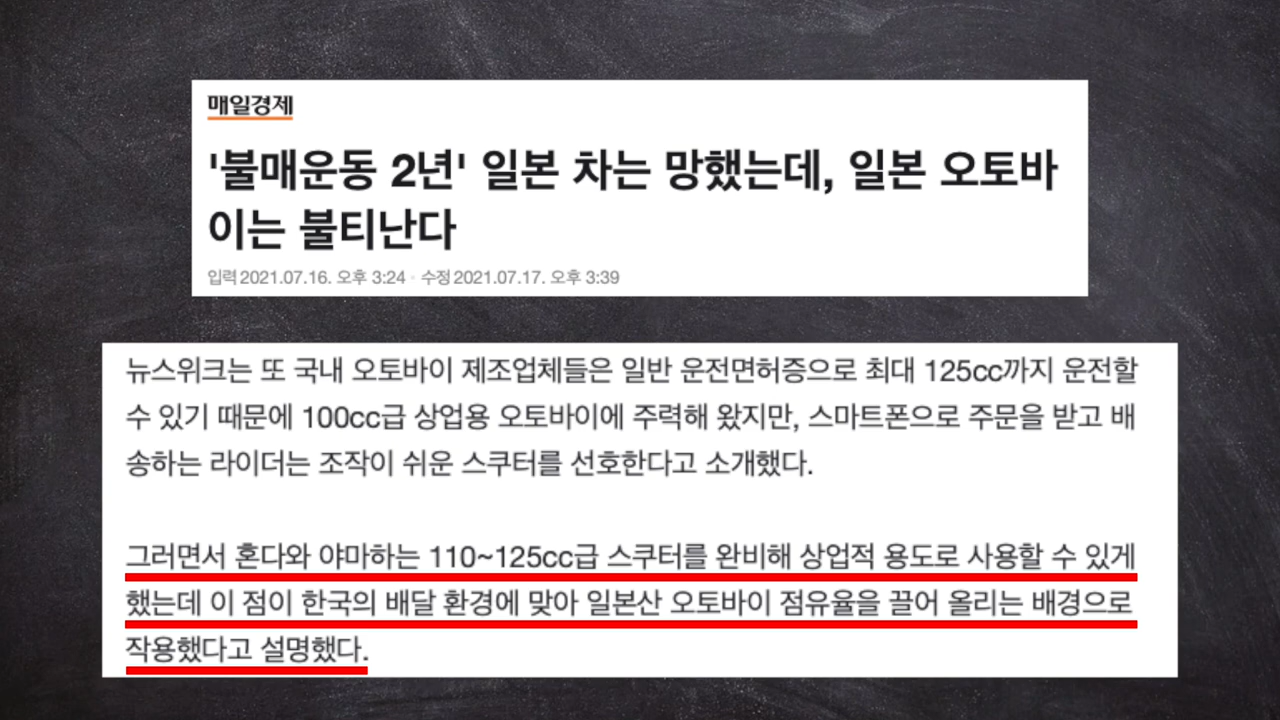 매일경제
'불매운동 2년' 일본 차는 망했는데, 일본 오토바
이는 불티난다
입력 2021.07.16. 오후 3:24 · 수정 2021.07.17. 오후 3:39
뉴스위크는 또 국내 오토바이 제조업체들은 일반 운전면허증으로 최대 125cc까지 운전할
수 있기 때문에 100cc급 상업용 오토바이에 주력해 왔지만, 스마트폰으로 주문을 받고 배
송하는 라이더는 조작이 쉬운 스쿠터를 선호한다고 소개했다.
그러면서 혼다와 야마하는 110~125cc급 스쿠터를 완비해 상업적 용도로 사용할 수 있게
했는데 이 점이 한국의 배달 환경에 맞아 일본산 오토바이 점유율을 끌어 올리는 배경으로
작용했다고 설명했다.